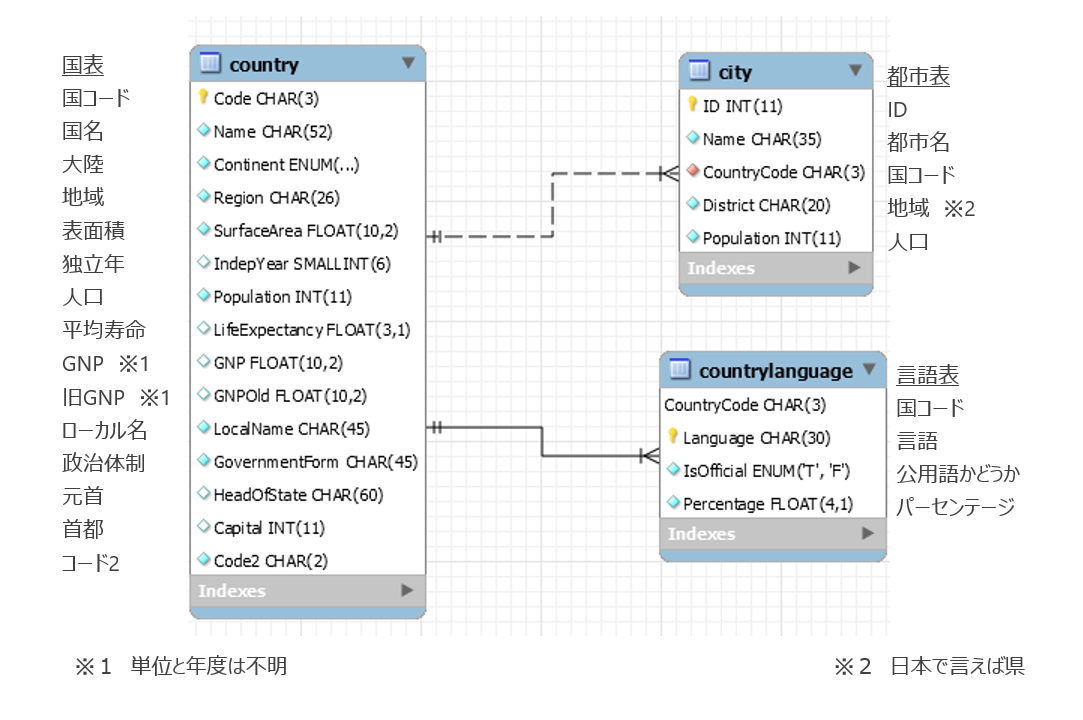 国表
国コード
国名
大陸
地域
表面積
独立年
人口
平均寿命
GNP ※1
旧GNP ※1
ローカル名
政治体制
元首
首都
コード2
country
Code CHAR(3)
Name CHAR(52)
Continent ENUM(...)
Region CHAR(26)
SurfaceArea FLOAT(10,2)
IndepYear SMALLINT(6)
Population INT(11)
LifeExpectancy FLOAT(3,1)
GNP FLOAT(10,2)
GNPOld FLOAT(10,2)
LocalName CHAR(45)
GovernmentForm CHAR(45)
HeadOfState CHAR(60)
Capital INT(11)
Code2 CHAR(2)
Indexes
city
ID INT(11)
Name CHAR(35)
CountryCode CHAR(3)
District CHAR(20)
Population INT(11)
Indexes
都市表
ID
都市名
国コード
地域 ※2
人口
countrylanguage
CountryCode CHAR(3)
Language CHAR(30)
IsOfficial ENUM('T', 'F')
Percentage FLOAT(4,1)
Indexes
言語表
国コード
言語
公用語かどうか
パーセンテージ
※1 単位と年度は不明
※2 日本で言えば県